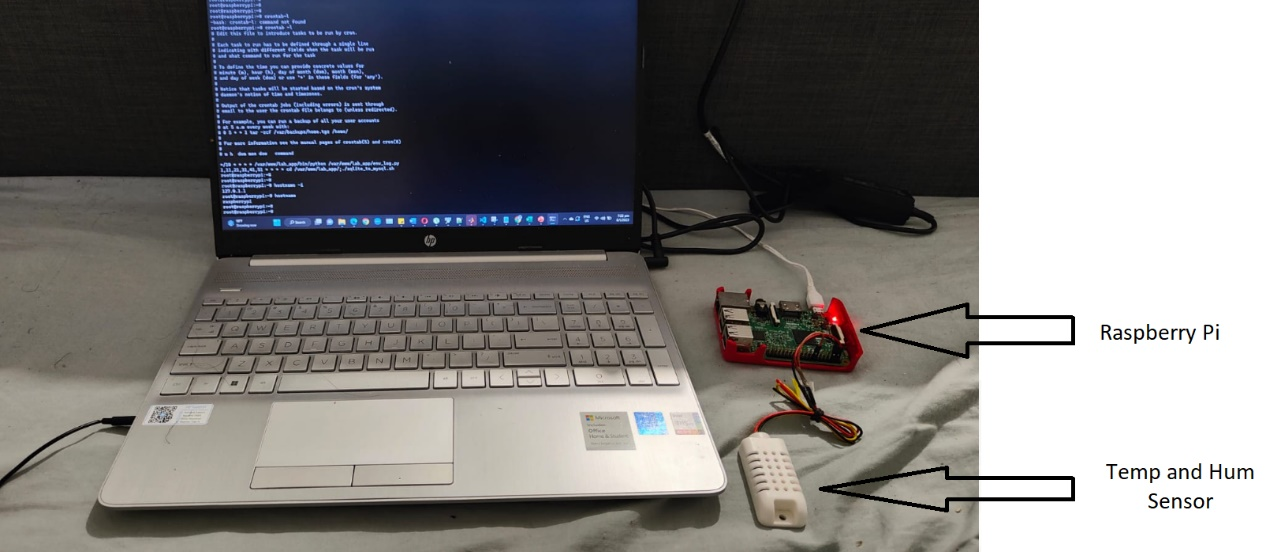 root@raspberrypi:~# crontab-l
-bash: crontab-l: command not found
root@raspberrypi:~# crontab -l
# Edit this file to introduce tasks to be run by cron.
#
# Each task to run has to be defined through a single line
# indicating with different fields when the task will be run
# and what command to run for the task
#
# To define the time you can provide concrete values for
# minute (m), hour (h), day of month (dom), month (mon),
# and day of week (dow) or use '*' in these fields (for 'any').
#
# Notice that tasks will be started based on the cron's system
# daemon's notion of time and timezones.
#
# Output of the crontab jobs (including errors) is sent through
# email to the user the crontab file belongs to (unless redirected).
#
# For example, you can run a backup of all your user accounts
# at 5 a.m every week with:
# 0 5 * * 1 tar -zcf /var/backups/home.tgz /home/
#
# For more information see the manual pages of crontab(5) and cron(8)
#
# m h dom mon dow command
root@raspberrypi:~# hostname -i
127.0.1.1
root@raspberrypi:~# hostname
raspberrypi
root@raspberrypi:~#
root@raspberrypi:~#
hp
Microsoft
Office
Home & Student
Raspberry Pi
Temp and Hum
Sensor